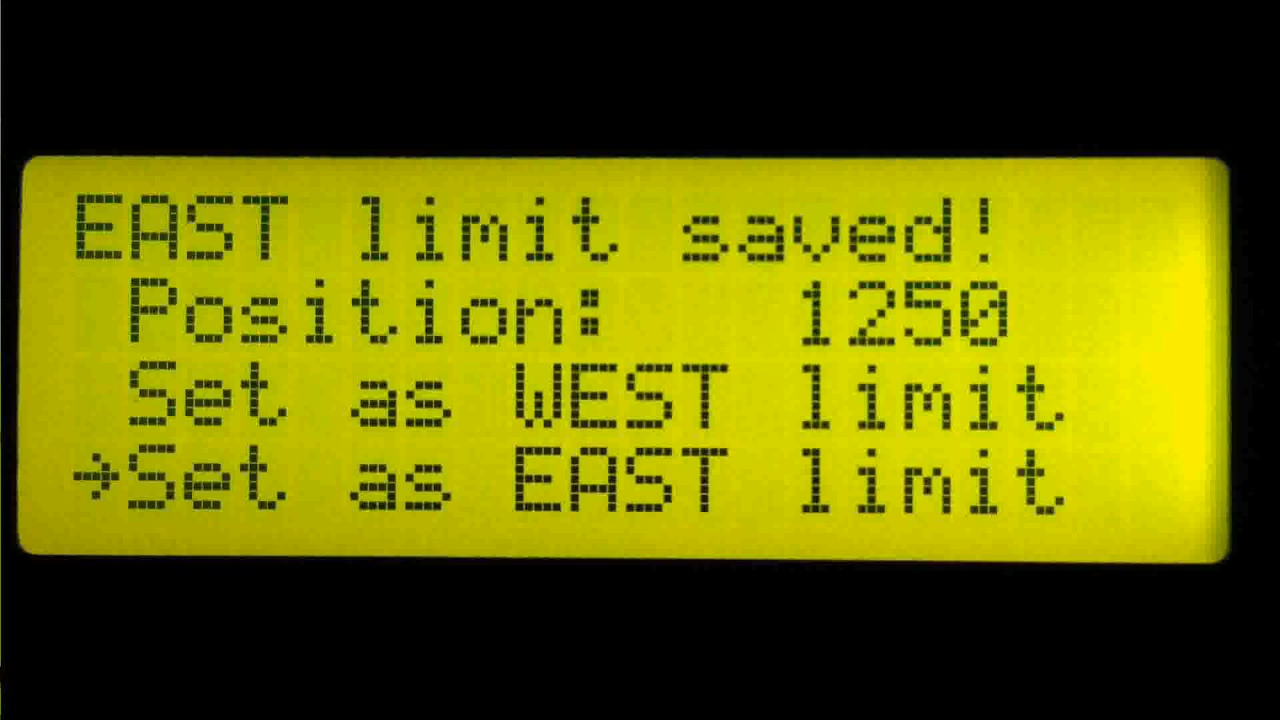 EAST limit saved!
Position: 1250
Set as WEST limit
→Set as EAST limit